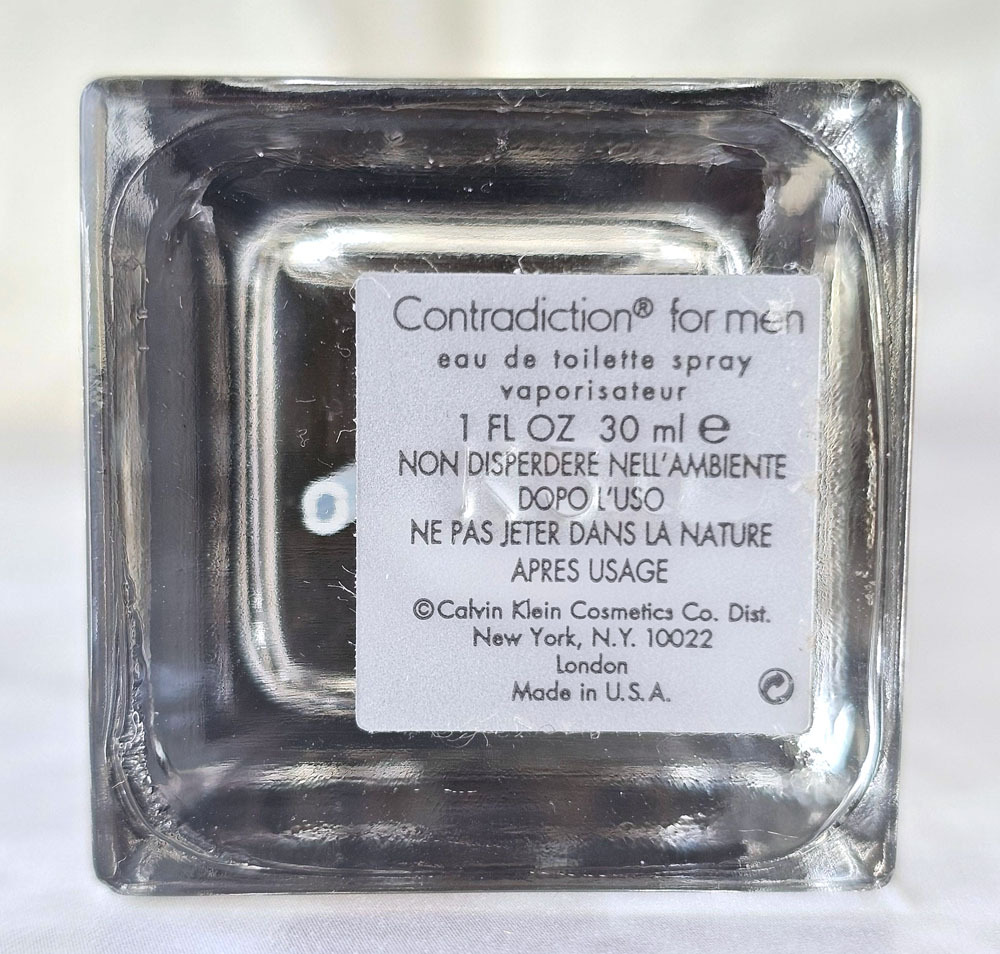 Contradiction® for men
eau de toilette spray
vaporisateur
1 FL OZ 30 ml ℮
NON DISPERDERE NELL'AMBIENTE
DOPO L'USO
NE PAS JETER DANS LA NATURE
APRES USAGE
©Calvin Klein Cosmetics Co. Dist.
New York, N.Y. 10022
London
Made in U.S.A.